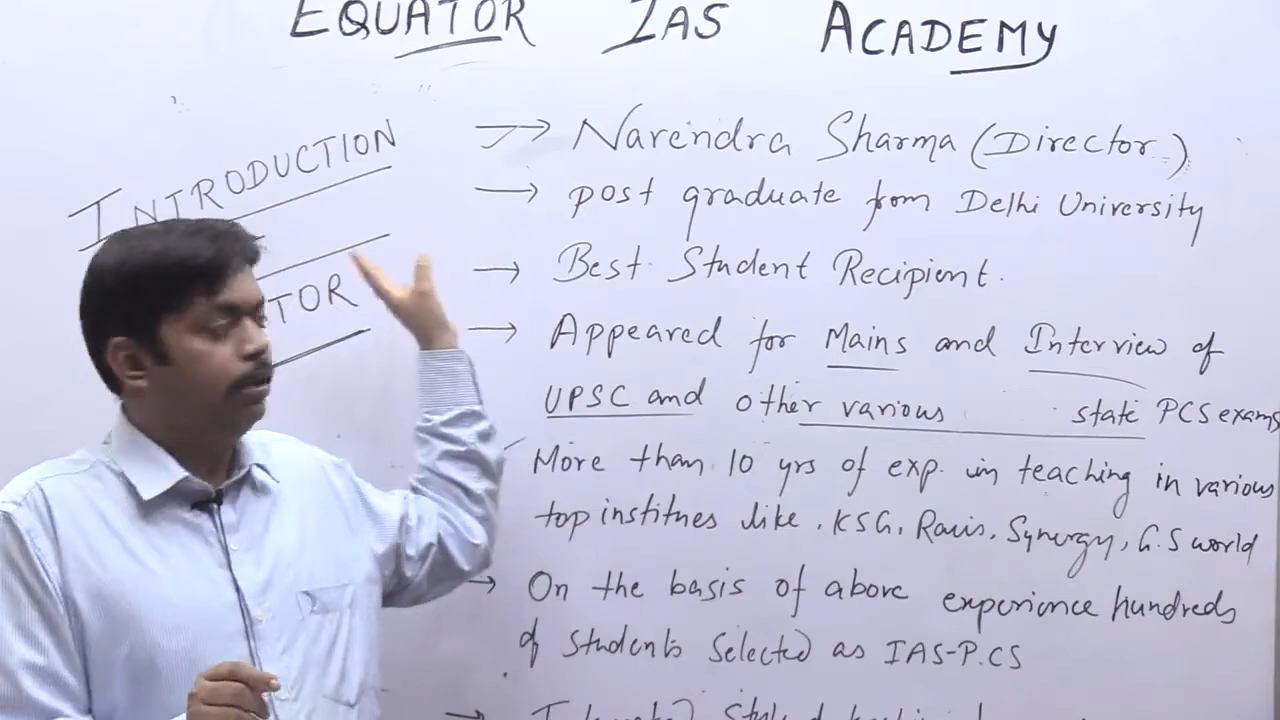 EQUATOR IAS ACADEMY
INTRODUCTION
TOR
→ Narendra Sharma (Director)
→ post graduate from Delhi University
→ Best Student Recipient.
→ Appeared for Mains and Interview of
UPSC and other various state PCS exams
More than 10 yrs of exp. in teaching in various
top institues like, KSG, Ravis, Synergy, G.S world
→ On the basis of above experience hundreds
of students selected as IAS-P.CS